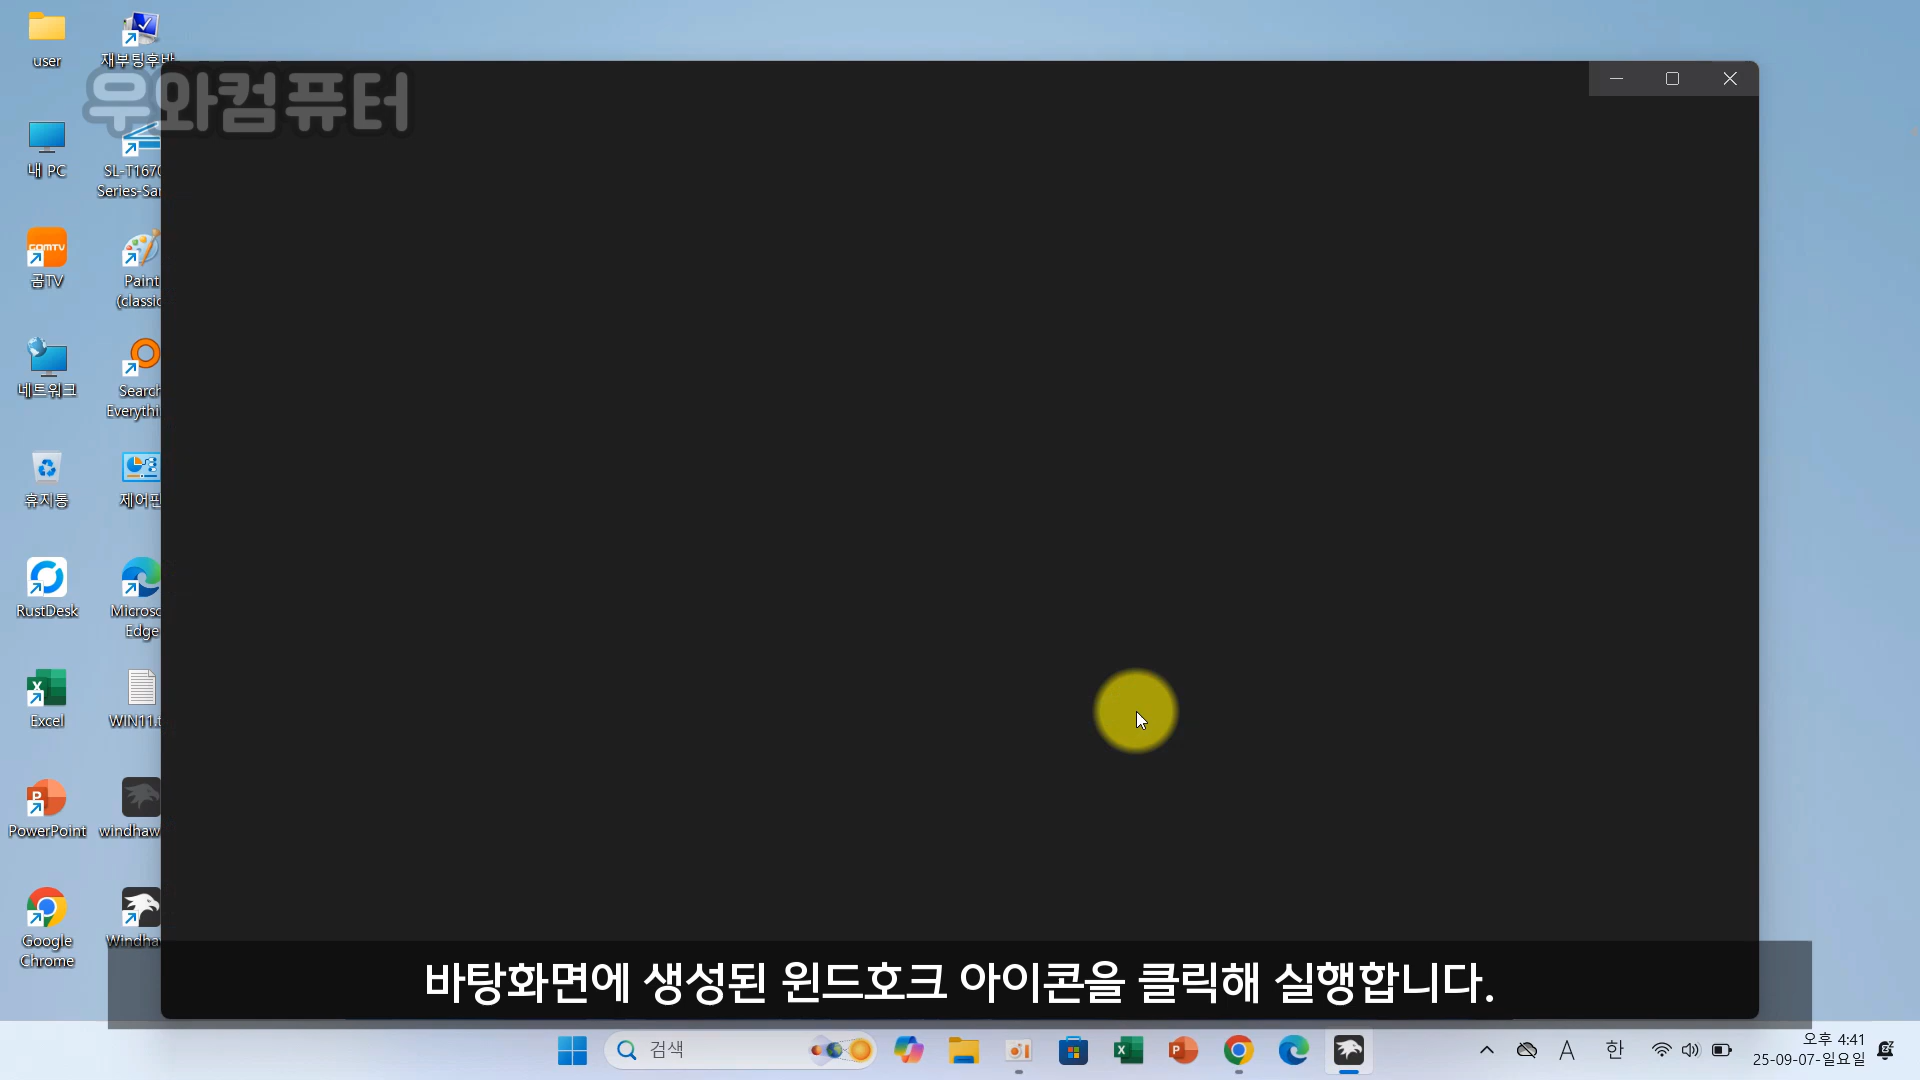 user
재부팅후
우와컴퓨터
내 PC
SL-T1670
Series-Sa
GOMTV
곰TV
Paint
(classic
네트워크
Search
Everythi
휴지통
제어
RustDesk
Microso
Edge
Excel
WIN11.t
PowerPoint
windhaw
Google
Chrome
Windha
바탕화면에 생성된 윈드호크 아이콘을 클릭해 실행합니다.
검색
A
한
오후 4:41
25-09-07-일요일